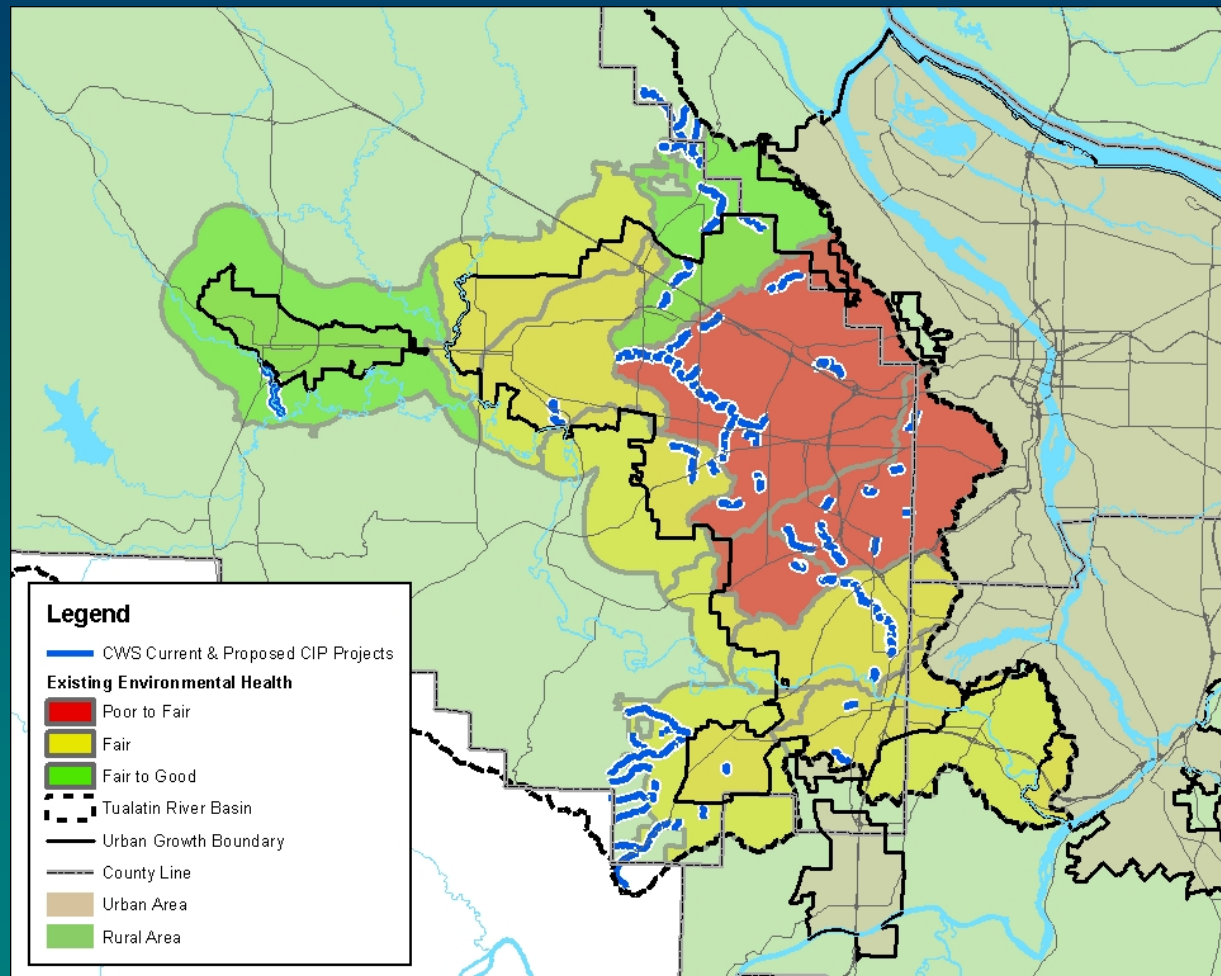 Legend
CWS Current & Proposed CIP Projects
Existing Environmental Health
Poor to Fair
Fair
Fair to Good
Tualatin River Basin
Urban Growth Boundary
County Line
Urban Area
Rural Area